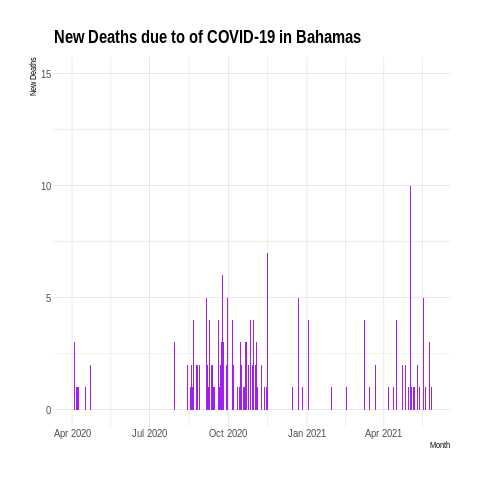 New Deaths due to of COVID-19 in Bahamas
New Deaths
15
10
5
0
Apr 2020
Jul 2020
Oct 2020
Jan 2021
Apr 2021
Month